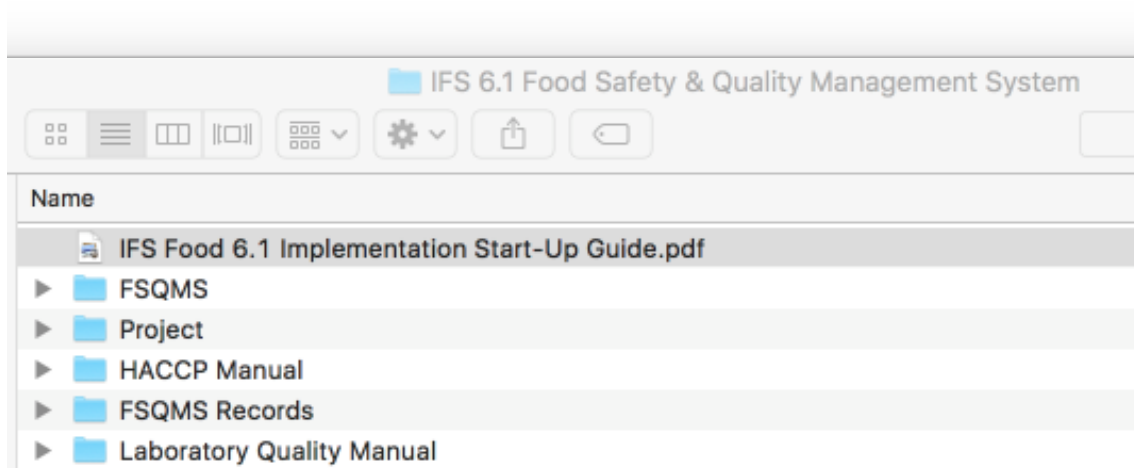 IFS 6.1 Food Safety & Quality Management System
Name
IFS Food 6.1 Implementation Start-Up Guide.pdf
FSQMS
Project
HACCP Manual
FSQMS Records
Laboratory Quality Manual